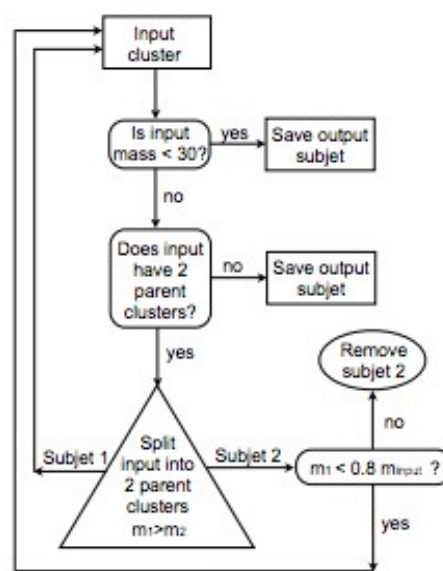 Input
cluster
Is input
mass < 30?
yes
Save output
subjet
no
Does input
have 2
parent
clusters?
no
Save output
subjet
yes
Remove
subjet 2
no
Subjet 1
Split
input into
2 parent
clusters
m₁>m₂
Subjet 2
m₁ < 0.8 minput ?
yes